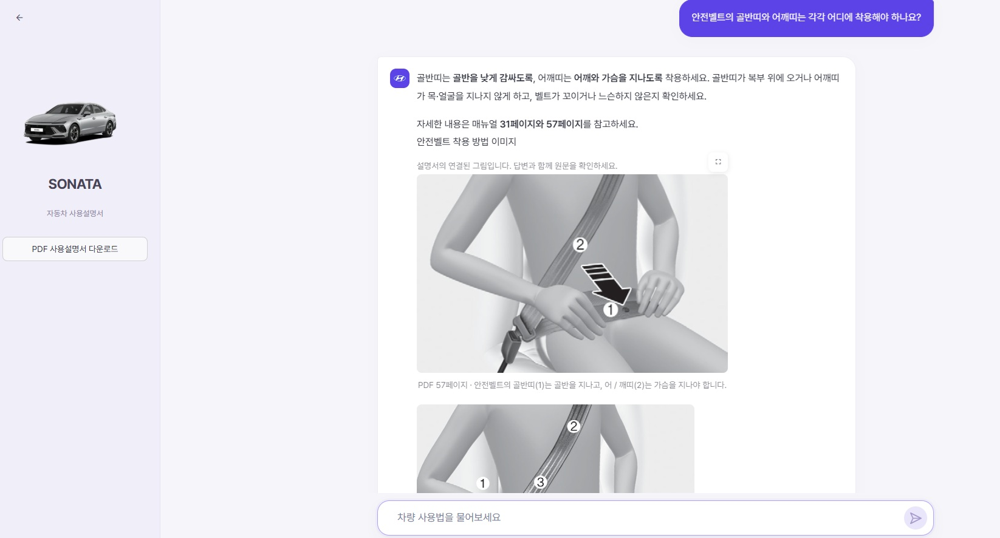 안전벨트의 골반띠와 어깨띠는 각각 어디에 착용해야 하나요?
골반띠는 골반을 낮게 감싸도록, 어깨띠는 어깨와 가슴을 지나도록 착용하세요. 골반띠가 복부 위에 오거나 어깨띠
가 목·얼굴을 지나지 않게 하고, 벨트가 꼬이거나 느슨하지 않은지 확인하세요.
자세한 내용은 매뉴얼 31페이지와 57페이지를 참고하세요.
안전벨트 착용 방법 이미지
설명서의 연결된 그림입니다. 답변과 함께 원문을 확인하세요.
2
1
PDF 57페이지 · 안전벨트의 골반띠(1)는 골반을 지나고, 어 / 깨띠(2)는 가슴을 지나야 합니다.
2
1
3
SONATA
자동차 사용설명서
PDF 사용설명서 다운로드
차량 사용법을 물어보세요